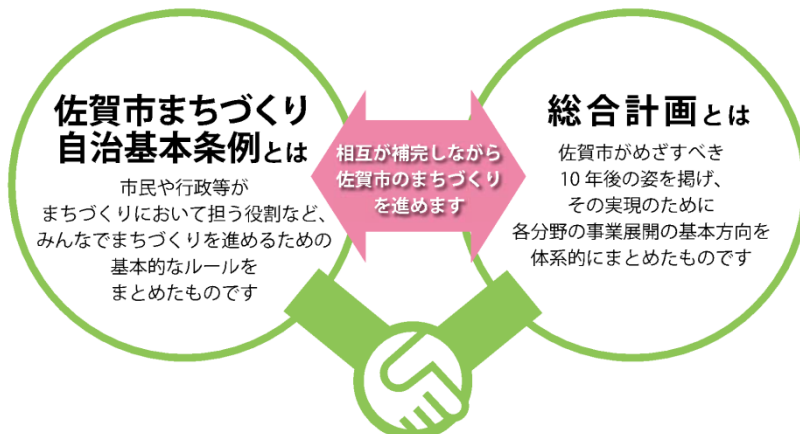 佐賀市まちづくり
自治基本条例とは
市民や行政等が
まちづくりにおいて担う役割など、
みんなでまちづくりを進めるための
基本的なルールを
まとめたものです
相互が補完しながら
佐賀市のまちづくり
を進めます
総合計画とは
佐賀市がめざすべき
10年後の姿を掲げ、
その実現のために
各分野の事業展開の基本方向を
体系的にまとめたものです